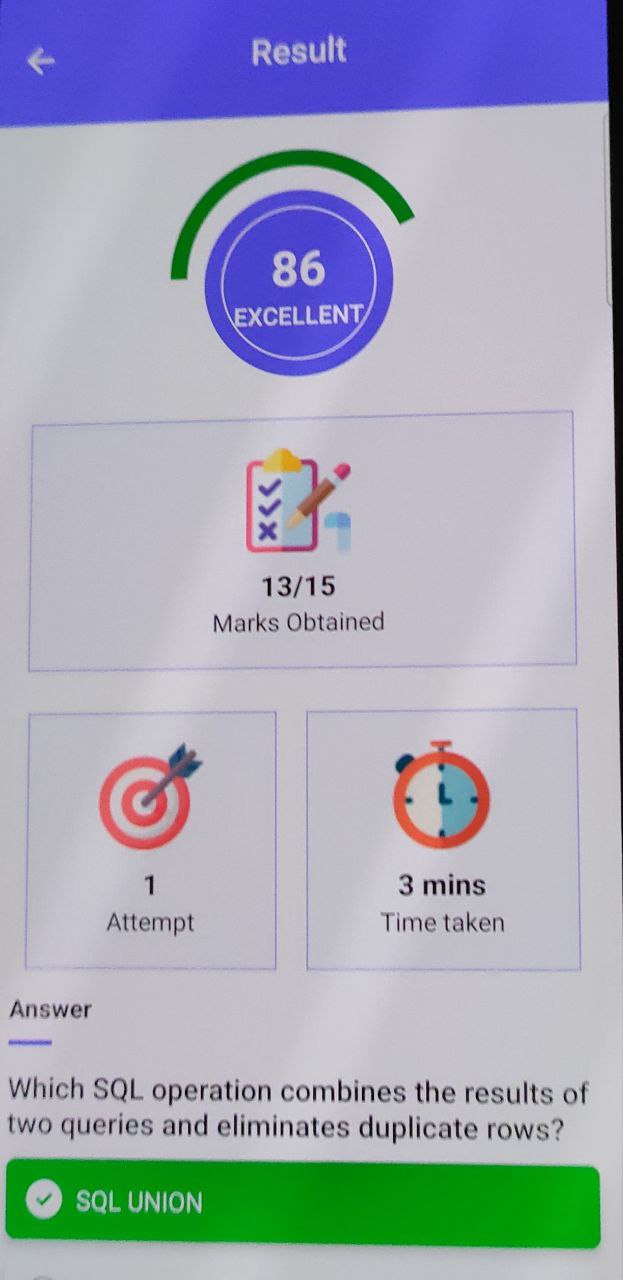 Result
86
EXCELLENT
13/15
Marks Obtained
1
Attempt
3 mins
Time taken
Answer
Which SQL operation combines the results of
two queries and eliminates duplicate rows?
SQL UNION